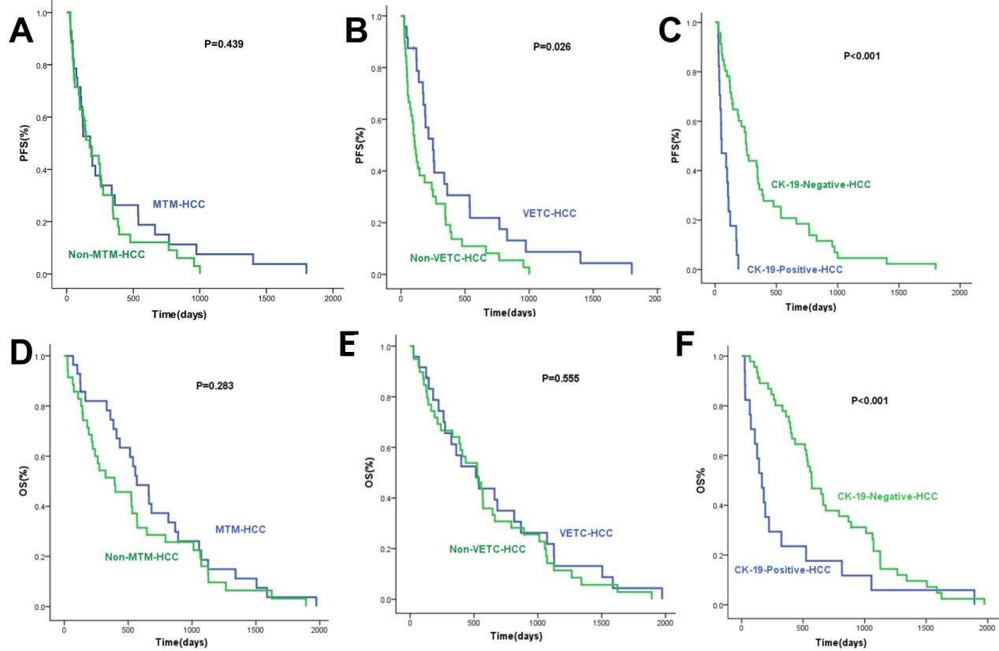 A
P=0.439
PFS(%)
1.0
0.8
0.6
0.4
0.2
0.0
MTM-HCC
Non-MTM-HCC
0 500 1000 1500 2000
Time(days)
B
P=0.026
PFS(%)
1.0
0.8
0.6
0.4
0.2
0.0
VETC-HCC
Non-VETC-HCC
0 500 1000 1500 200
Time(days)
C
P<0.001
PFS(%)
1.0
0.8
0.6
0.4
0.2
0.0
CK-19-Negative-HCC
CK-19-Positive-HCC
0 500 1000 1500 2000
Time(days)
D
P=0.283
OS(%)
1.0
0.8
0.6
0.4
0.2
0.0
MTM-HCC
Non-MTM-HCC
0 500 1000 1500 2000
Time(days)
E
P=0.555
OS(%)
1.0
0.8
0.6
0.4
0.2
0.0
VETC-HCC
Non-VETC-HCC
0 500 1000 1500 2000
Time(days)
F
P<0.001
OS%
1.0
0.8
0.6
0.4
0.2
0.0
CK-19-Negative-HCC
CK-19-Positive-HCC
0 500 1000 1500 2000
Time(days)